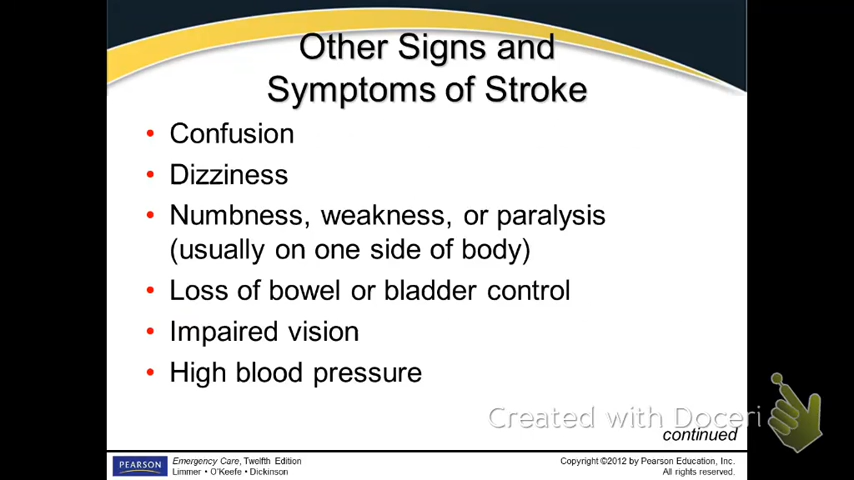 Other Signs and
Symptoms of Stroke
• Confusion
• Dizziness
• Numbness, weakness, or paralysis
(usually on one side of body)
• Loss of bowel or bladder control
• Impaired vision
• High blood pressure
Created with Doceri
continued
PEARSON
Emergency Care, Twelfth Edition
Limmer • O'Keefe • Dickinson
Copyright ©2012 by Pearson Education, Inc.
All rights reserved.